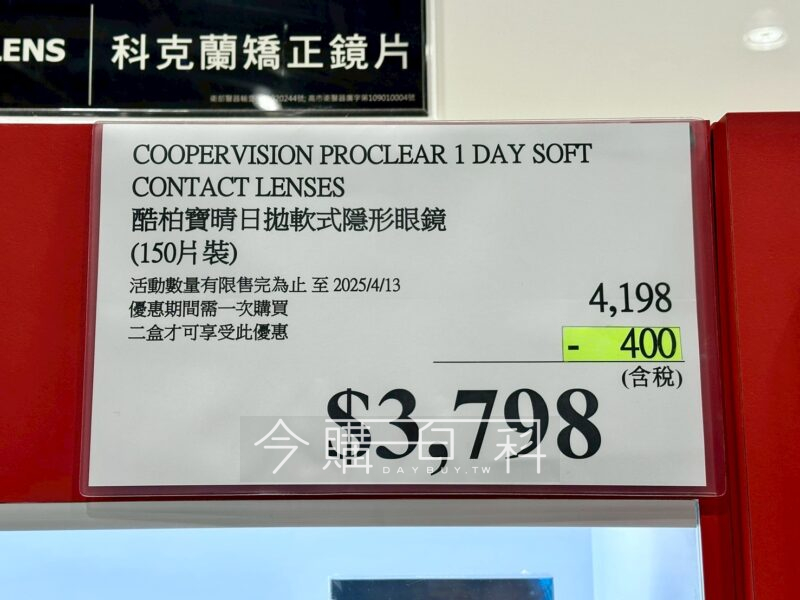 LENS
科克蘭矯正鏡片
COOPERVISION PROCLEAR 1 DAY SOFT
CONTACT LENSES
酷柏寶晴日拋軟式隱形眼鏡
(150片裝)
活動數量有限售完為止 至 2025/4/13
優惠期間需一次購買
二盒才可享受此優惠
4,198
- 400
(含稅)
$3,798
今購百科
DAYBUY.TW